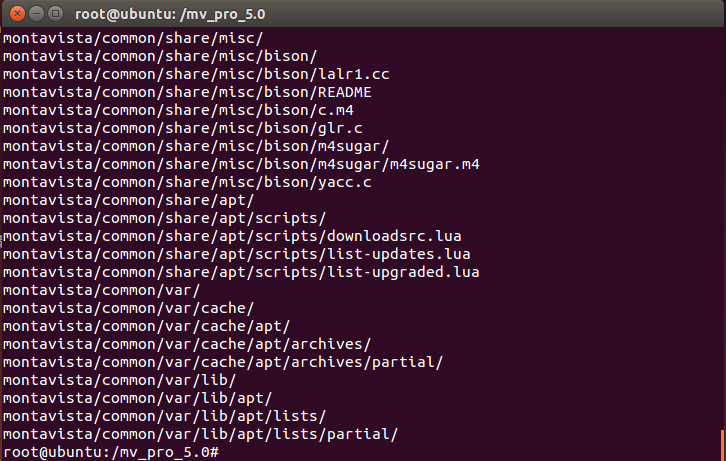 root@ubuntu: /mv_pro_5.0
montavista/common/share/misc/
montavista/common/share/misc/bison/
montavista/common/share/misc/bison/lalr1.cc
montavista/common/share/misc/bison/README
montavista/common/share/misc/bison/c.m4
montavista/common/share/misc/bison/glr.c
montavista/common/share/misc/bison/m4sugar/
montavista/common/share/misc/bison/m4sugar/m4sugar.m4
montavista/common/share/misc/bison/yacc.c
montavista/common/share/apt/
montavista/common/share/apt/scripts/
montavista/common/share/apt/scripts/downloadsrc.lua
montavista/common/share/apt/scripts/list-updates.lua
montavista/common/share/apt/scripts/list-upgraded.lua
montavista/common/var/
montavista/common/var/cache/
montavista/common/var/cache/apt/
montavista/common/var/cache/apt/archives/
montavista/common/var/cache/apt/archives/partial/
montavista/common/var/lib/
montavista/common/var/lib/apt/
montavista/common/var/lib/apt/lists/
montavista/common/var/lib/apt/lists/partial/
root@ubuntu:/mv_pro_5.0#